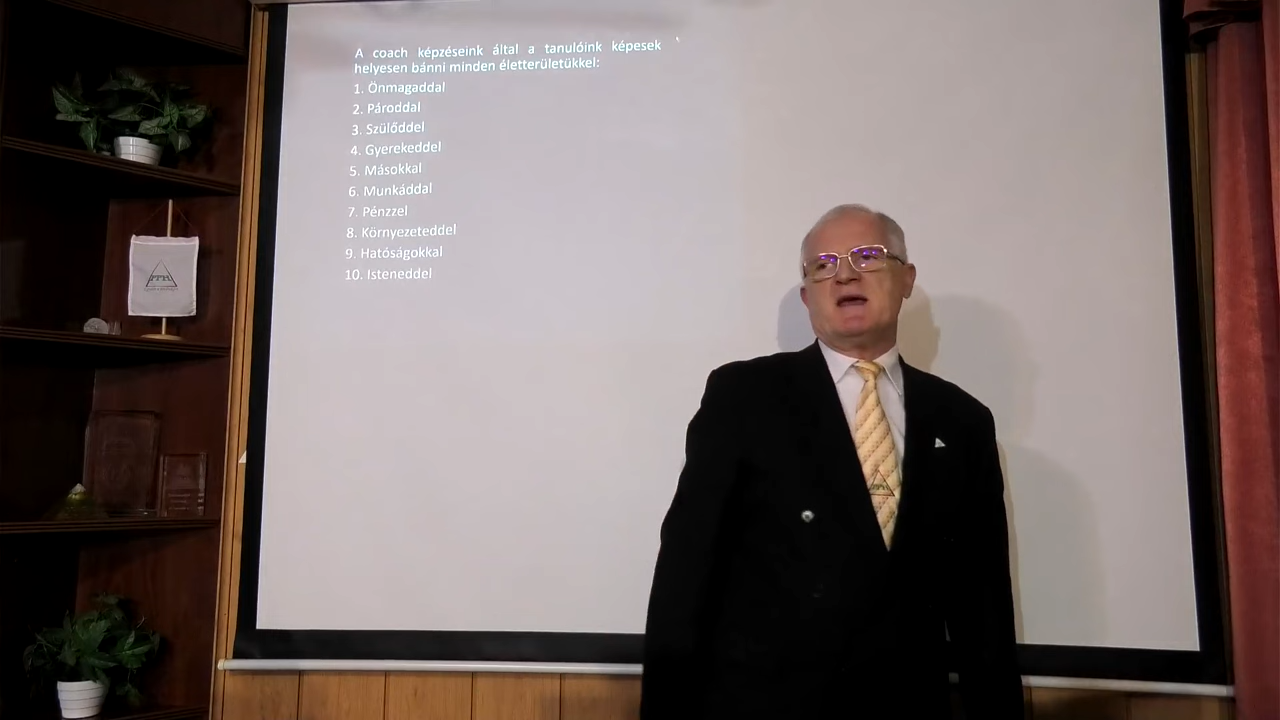 A coach képzéseink által a tanulóink képesek
helyesen bánni minden életterületükkel:
1. Önmagaddal
2. Pároddal
3. Szülőddel
4. Gyerekeddel
5. Másokkal
6. Munkáddal
7. Pénzzel
8. Környezeteddel
9. Hatóságokkal
10. Isteneddel